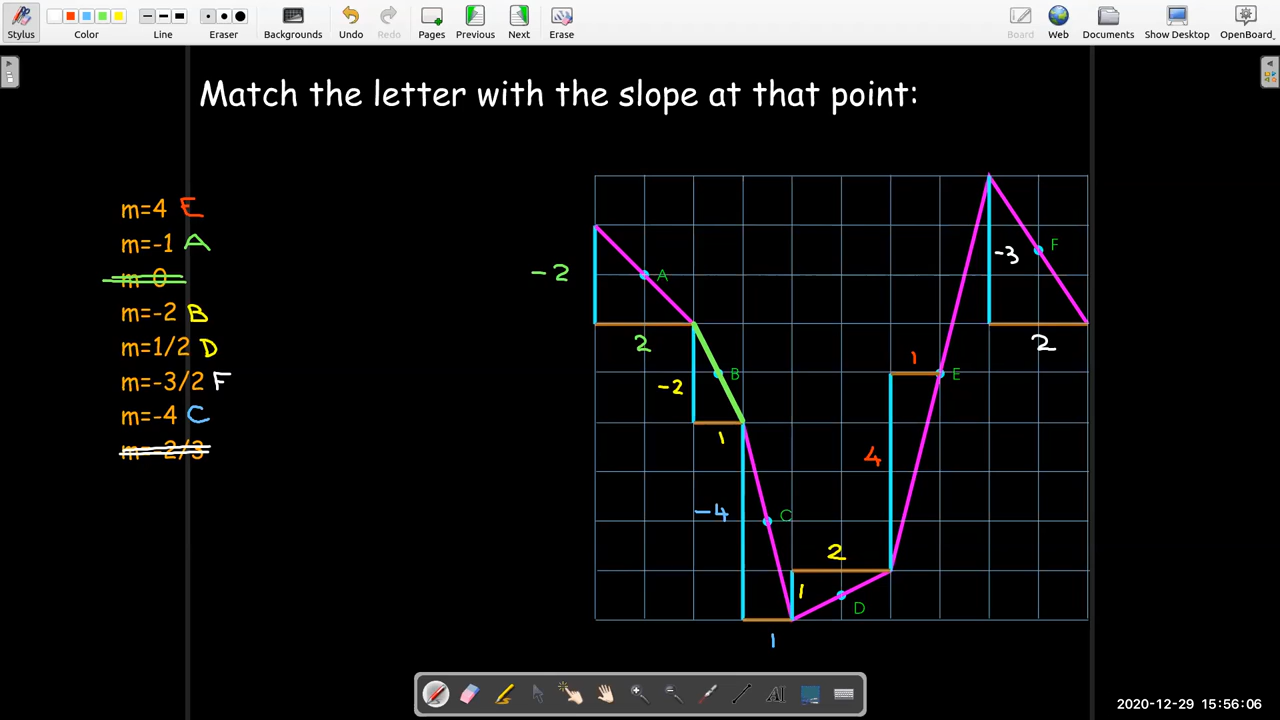 Stylus Color Line Eraser Backgrounds Undo Redo Pages Previous Next Erase Board Web Documents Show Desktop OpenBoard
Match the letter with the slope at that point:
m=4 E
m=-1 A
m=0
m=-2 B
m=1/2 D
m=-3/2 F
m=-4 C
m=-2/3
-3 F
-2 A
2 2
1
-2 B E
1
4
-4 C
2
1
D
1
AI
2020-12-29 15:56:06